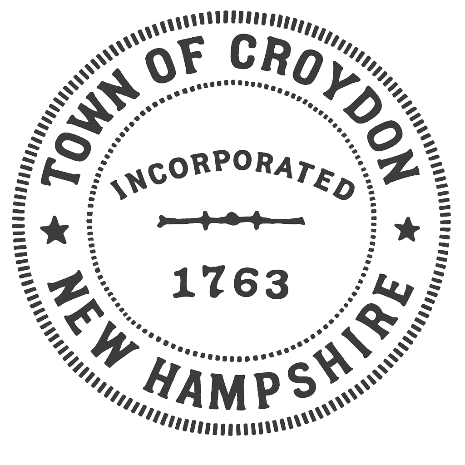 TOWN OF CROYDON
INCORPORATED
1763
NEW HAMPSHIRE